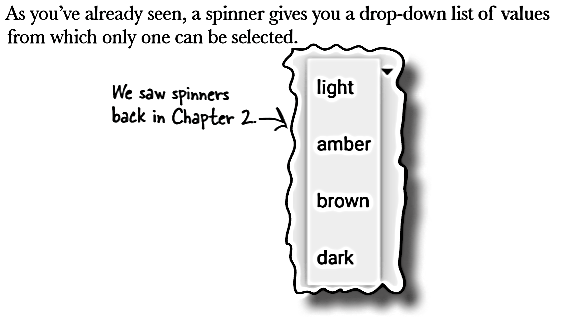 As you've already seen, a spinner gives you a drop-down list of values
from which only one can be selected.
We saw spinners
back in Chapter 2.
light
amber
brown
dark